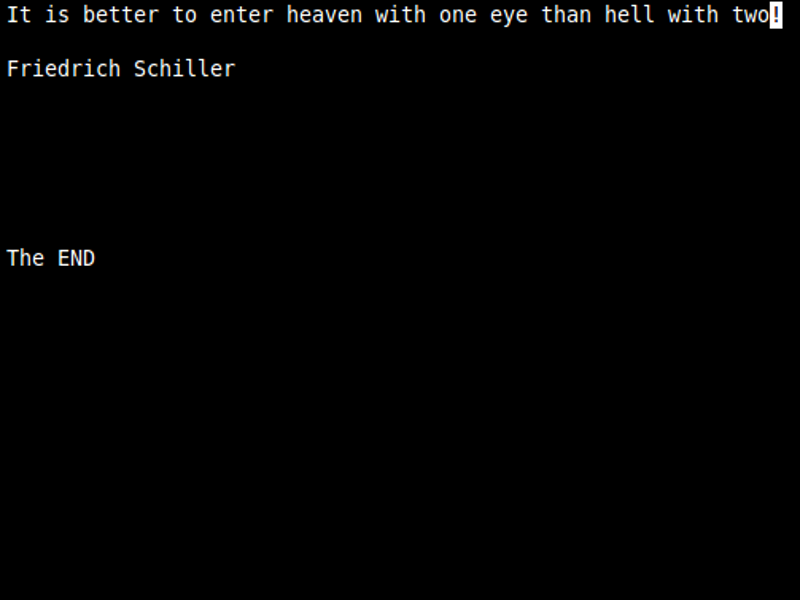 It is better to enter heaven with one eye than hell with two!
Friedrich Schiller
The END